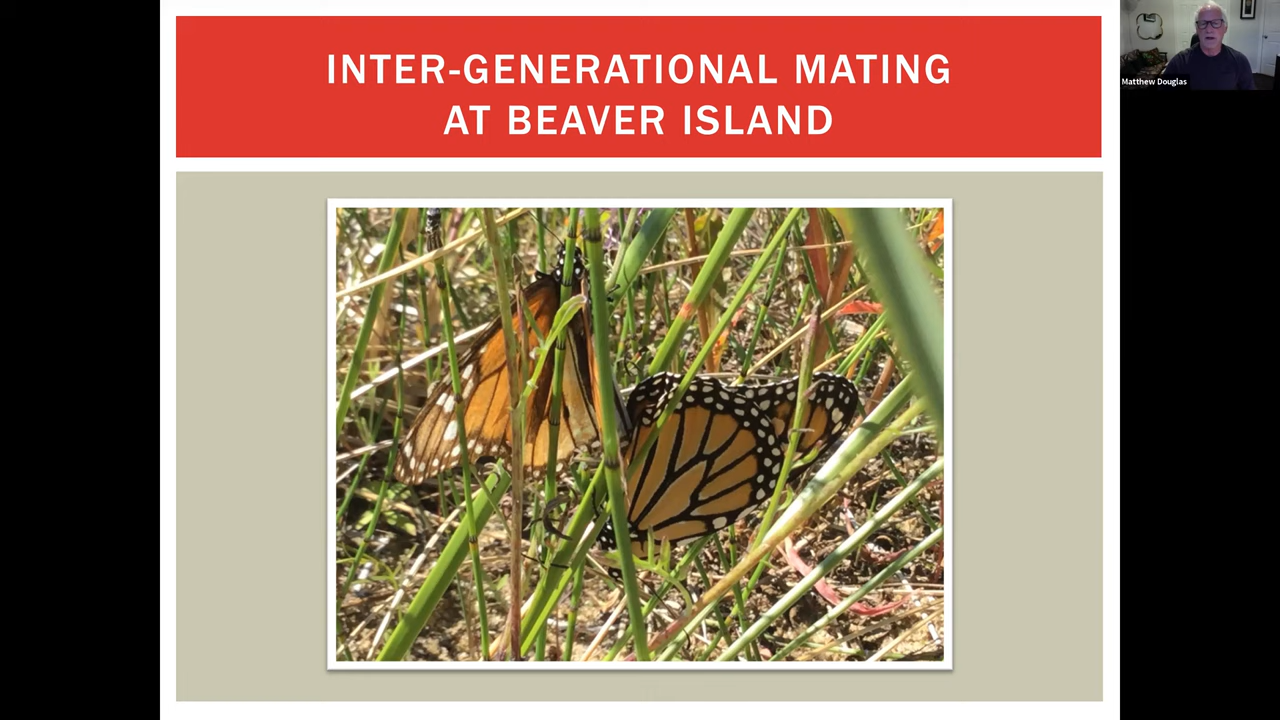 INTER-GENERATIONAL MATING
AT BEAVER ISLAND
Matthew Douglas